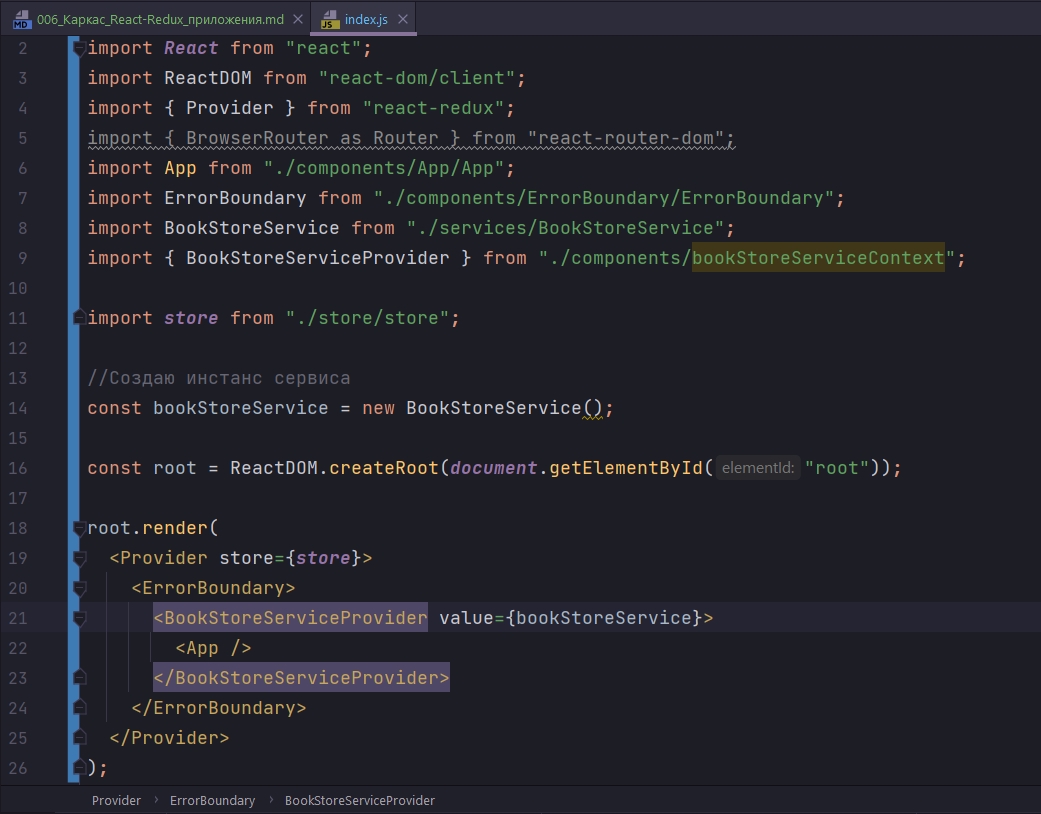 MD 006_Каркас_React-Redux_приложения.md JS index.js
2 import React from "react";
3 import ReactDOM from "react-dom/client";
4 import { Provider } from "react-redux";
5 import { BrowserRouter as Router } from "react-router-dom";
6 import App from "./components/App/App";
7 import ErrorBoundary from "./components/ErrorBoundary/ErrorBoundary";
8 import BookStoreService from "./services/BookStoreService";
9 import { BookStoreServiceProvider } from "./components/bookStoreServiceContext";
10
11 import store from "./store/store";
12
13 //Создаю инстанс сервиса
14 const bookStoreService = new BookStoreService();
15
16 const root = ReactDOM.createRoot(document.getElementById( elementId: "root"));
17
18 root.render(
19 <Provider store={store}>
20 <ErrorBoundary>
21 <BookStoreServiceProvider value={bookStoreService}>
22 <App />
23 </BookStoreServiceProvider>
24 </ErrorBoundary>
25 </Provider>
26 );
Provider › ErrorBoundary › BookStoreServiceProvider